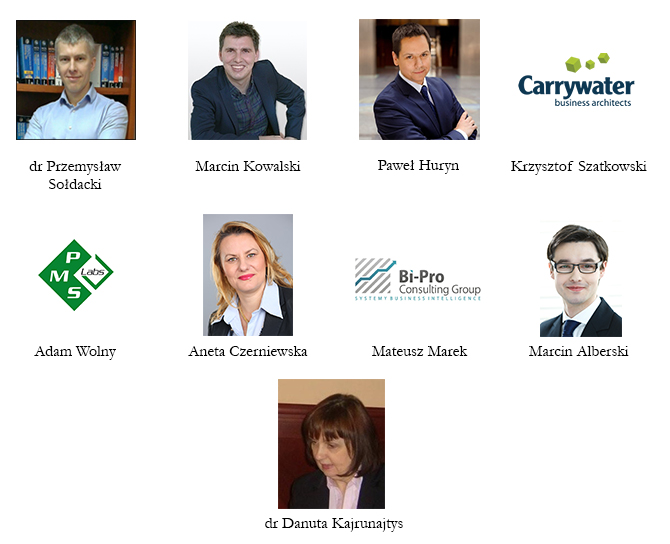 Carrywater
business architects
dr Przemysław
Sołdacki
Marcin Kowalski
Paweł Huryn
Krzysztof Szatkowski
P
M
S
Labs
Bi-Pro
Consulting Group
SYSTEMY BUSINESS INTELLIGENCE
Adam Wolny
Aneta Czerniewska
Mateusz Marek
Marcin Alberski
dr Danuta Kajrunajtys